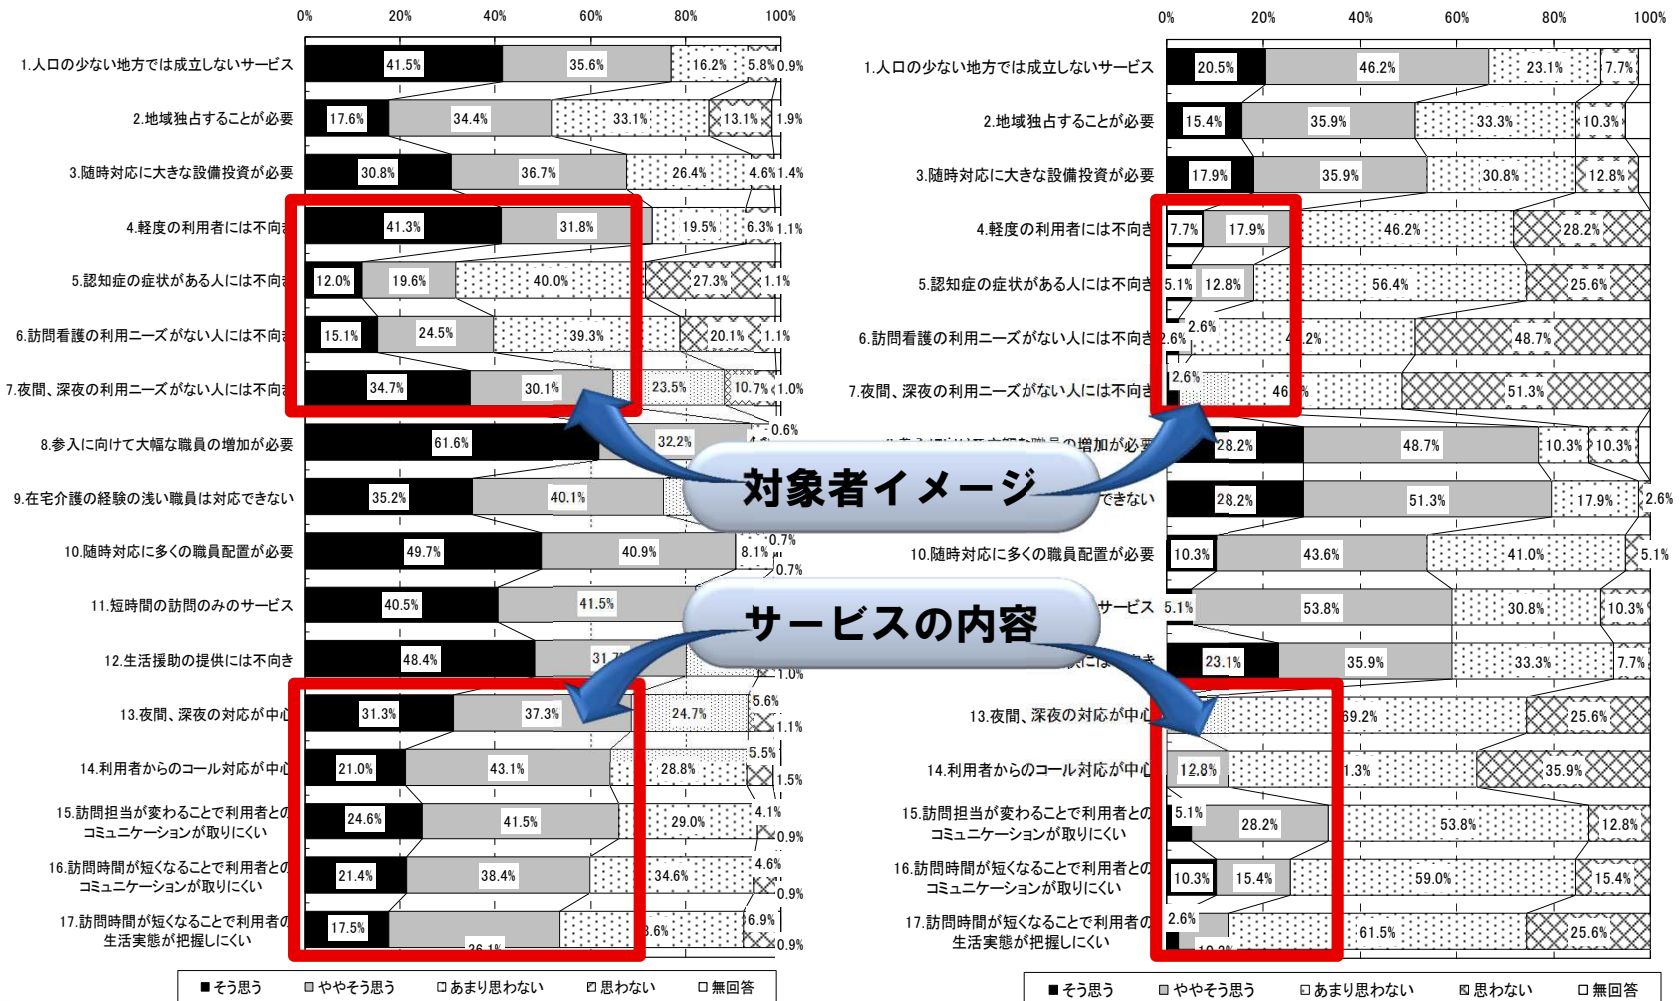 0% 20% 40% 60% 80% 100%
1.人口の少ない地方では成立しないサービス 41.5% 35.6% 16.2% 5.8% 0.9%
2.地域独占することが必要 17.6% 34.4% 33.1% 13.1% 1.9%
3.随時対応に大きな設備投資が必要 30.8% 36.7% 26.4% 4.6% 1.4%
4.軽度の利用者には不向き 41.3% 31.8% 19.5% 6.3% 1.1%
5.認知症の症状がある人には不向き 12.0% 19.6% 40.0% 27.3% 1.1%
6.訪問看護の利用ニーズがない人には不向き 15.1% 24.5% 39.3% 20.1% 1.1%
7.夜間、深夜の利用ニーズがない人には不向き 34.7% 30.1% 23.5% 10.7% 1.0%
8.参入に向けて大幅な職員の増加が必要 61.6% 32.2% 0.6%
9.在宅介護の経験の浅い職員は対応できない 35.2% 40.1%
10.随時対応に多くの職員配置が必要 49.7% 40.9% 8.1% 0.7% 0.7%
11.短時間の訪問のみのサービス 40.5% 41.5%
12.生活援助の提供には不向き 48.4% 31.7% 1.0%
13.夜間、深夜の対応が中心 31.3% 37.3% 24.7% 5.6% 1.1%
14.利用者からのコール対応が中心 21.0% 43.1% 28.8% 5.5% 1.5%
15.訪問担当が変わることで利用者との
コミュニケーションが取りにくい 24.6% 41.5% 29.0% 4.1% 0.9%
16.訪問時間が短くなることで利用者との
コミュニケーションが取りにくい 21.4% 38.4% 34.6% 4.6% 0.9%
17.訪問時間が短くなることで利用者の
生活実態が把握しにくい 17.5% 36.1% 6.9% 0.9%
■そう思う ■ややそう思う □あまり思わない 思わない □無回答
対象者イメージ
サービスの内容
0% 20% 40% 60% 80% 100%
1.人口の少ない地方では成立しないサービス 20.5% 46.2% 23.1% 7.7%
2.地域独占することが必要 15.4% 35.9% 33.3% 10.3%
3.随時対応に大きな設備投資が必要 17.9% 35.9% 30.8% 12.8%
4.軽度の利用者には不向き 7.7% 17.9% 46.2% 28.2%
5.認知症の症状がある人には不向き 5.1% 12.8% 56.4% 25.6%
6.訪問看護の利用ニーズがない人には不向き 2.6% 2.6% 48.7%
7.夜間、深夜の利用ニーズがない人には不向き 2.6% 51.3%
職員の増加が必要 28.2% 48.7% 10.3% 10.3%
できない 28.2% 51.3% 17.9% 2.6%
10.随時対応に多くの職員配置が必要 10.3% 43.6% 41.0% 5.1%
サービス 5.1% 53.8% 30.8% 10.3%
には不向き 23.1% 35.9% 33.3% 7.7%
13.夜間、深夜の対応が中心 69.2% 25.6%
14.利用者からのコール対応が中心 12.8% 35.9%
15.訪問担当が変わることで利用者との
コミュニケーションが取りにくい 5.1% 28.2% 53.8% 12.8%
16.訪問時間が短くなることで利用者との
コミュニケーションが取りにくい 10.3% 15.4% 59.0% 15.4%
17.訪問時間が短くなることで利用者の
生活実態が把握しにくい 2.6% 61.5% 25.6%
■そう思う ■ややそう思う □あまり思わない 思わない □無回答